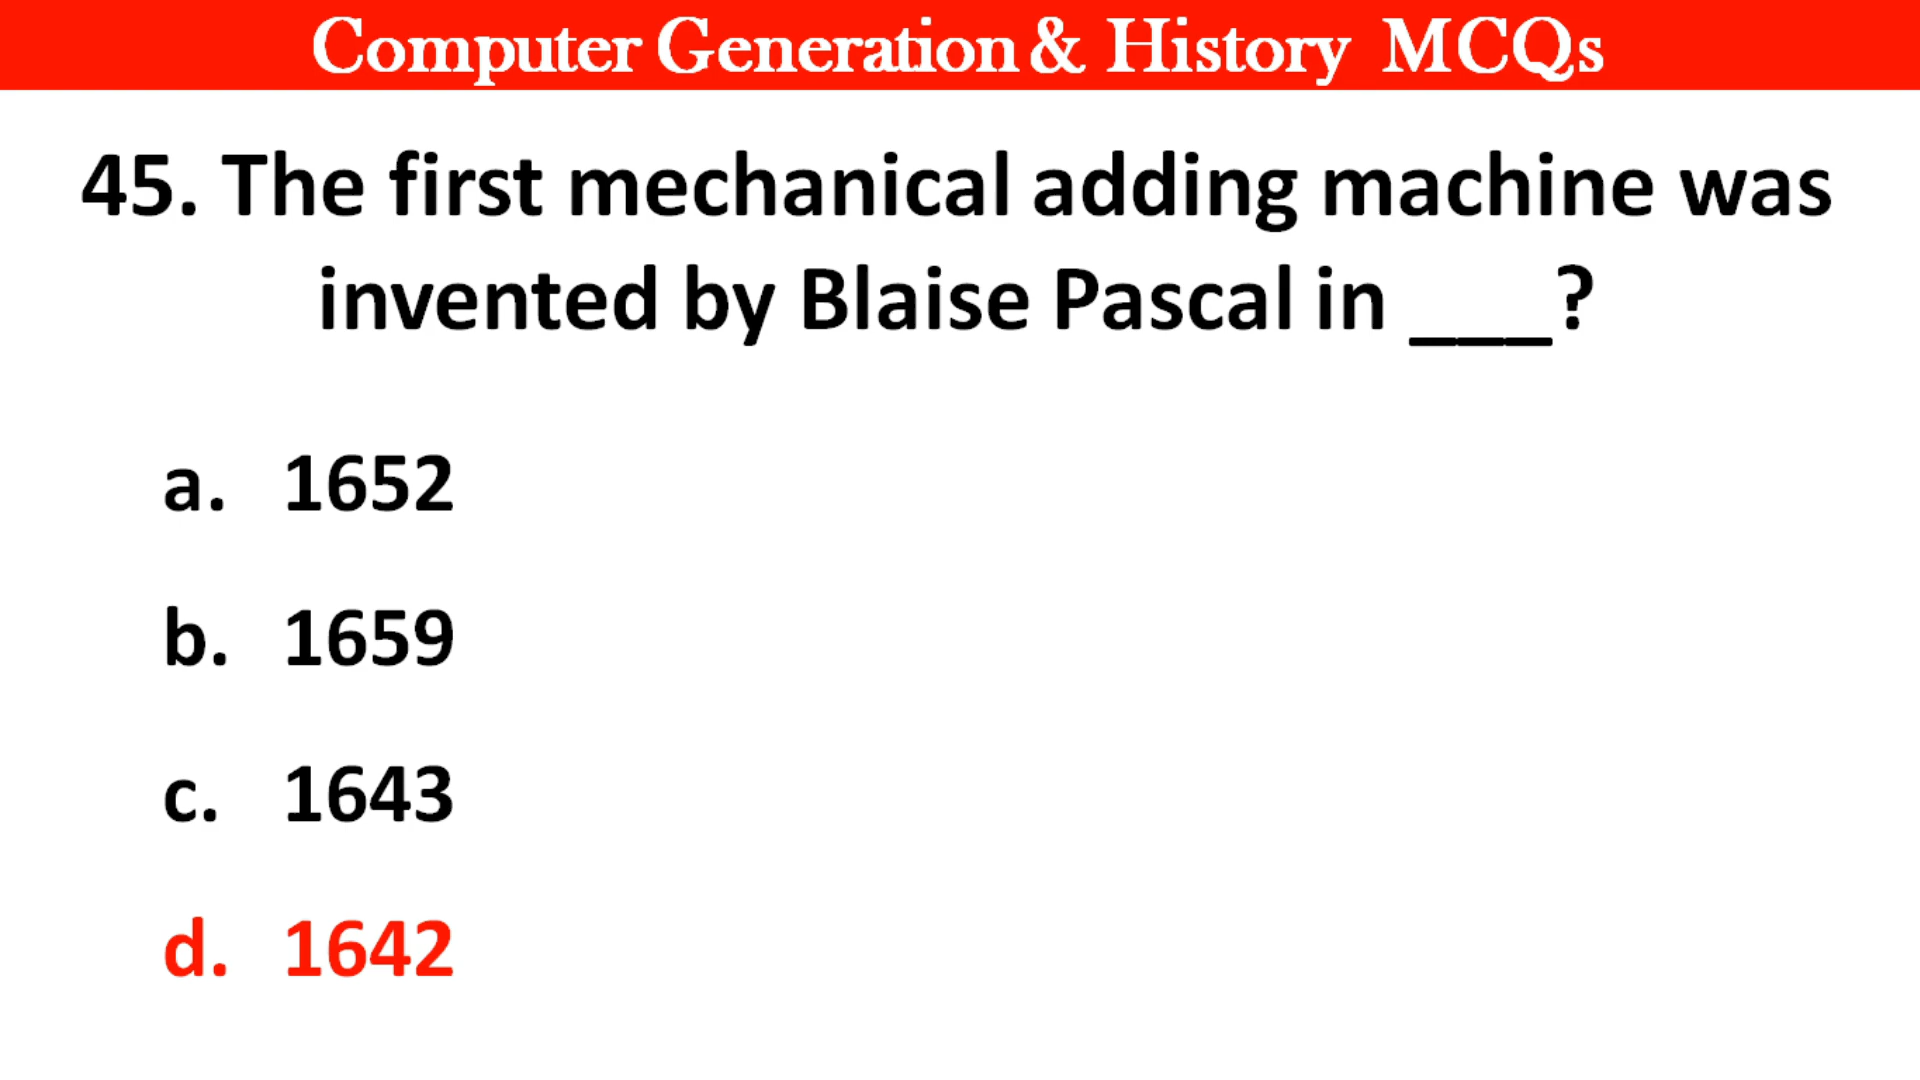 Computer Generation & History MCQs
45. The first mechanical adding machine was
invented by Blaise Pascal in ___?
a. 1652
b. 1659
c. 1643
d. 1642